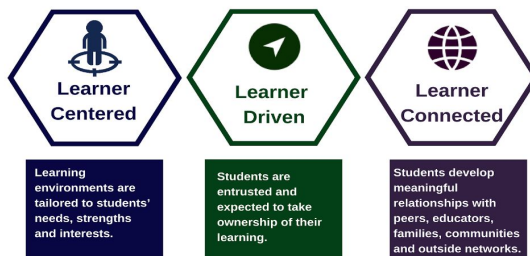 Learner
Centered
Learner
Driven
Learner
Connected
Learning
environments are
tailored to students'
needs, strengths
and interests.
Students are
entrusted and
expected to take
ownership of their
learning.
Students develop
meaningful
relationships with
peers, educators,
families, communities
and outside networks.